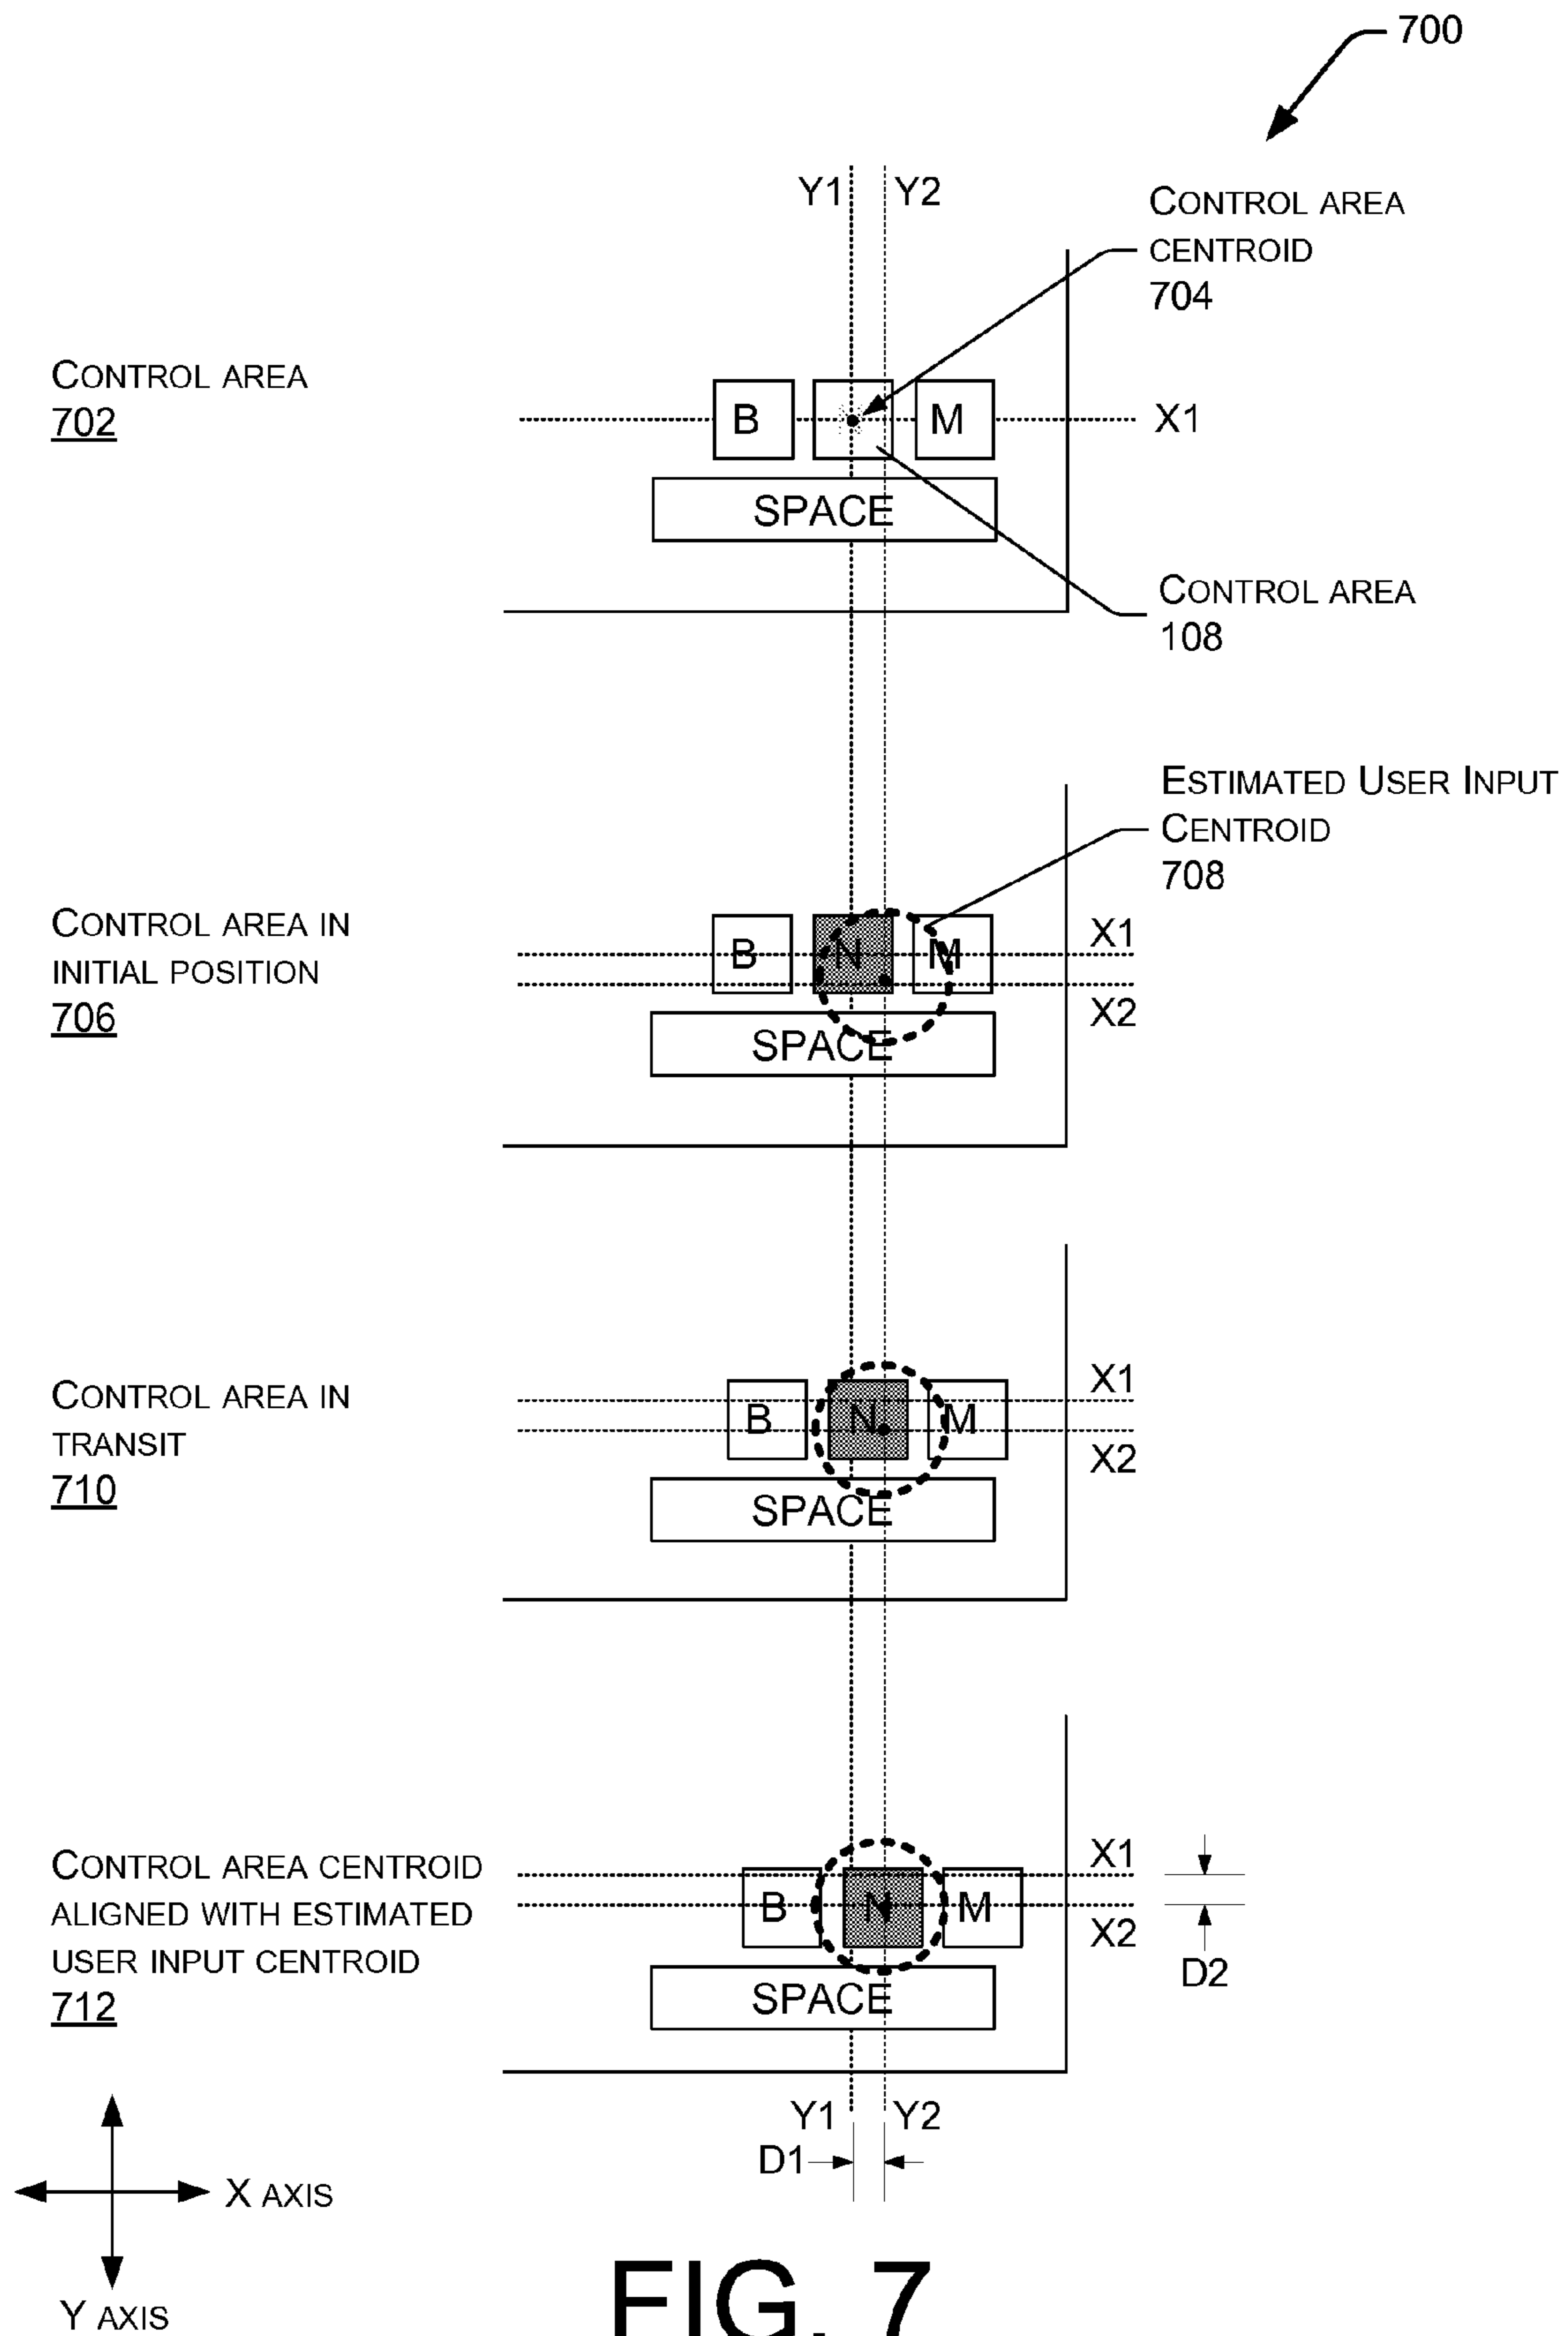 700
Y1 Y2
CONTROL AREA
CENTROID
704
CONTROL AREA
702
B M X1
SPACE
CONTROL AREA
108
ESTIMATED USER INPUT
CENTROID
708
CONTROL AREA IN
INITIAL POSITION
706
X1
B N M
X2
SPACE
CONTROL AREA IN
TRANSIT
710
X1
B N M
X2
SPACE
CONTROL AREA CENTROID
ALIGNED WITH ESTIMATED
USER INPUT CENTROID
712
X1
B N M
X2
D2
SPACE
Y1 Y2
D1
X AXIS
Y AXIS
FIG. 7